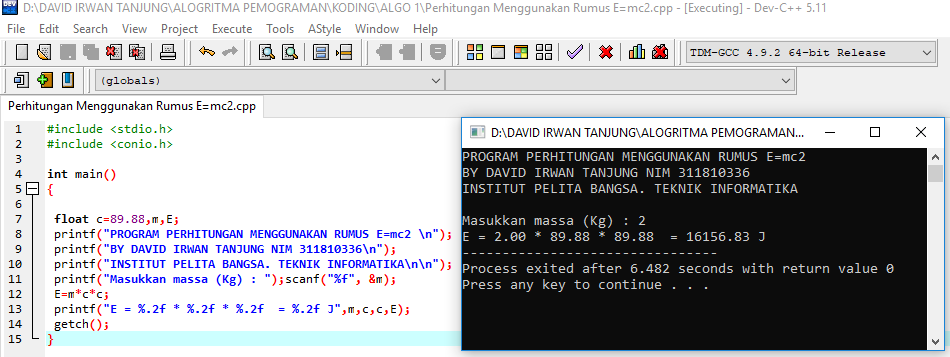 D:\DAVID IRWAN TANJUNG\ALOGRITMA PEMOGRAMAN\KODING\ALGO 1\Perhitungan Menggunakan Rumus E=mc2.cpp - [Executing] - Dev-C++ 5.11
File Edit Search View Project Execute Tools AStyle Window Help
TDM-GCC 4.9.2 64-bit Release
(globals)
Perhitungan Menggunakan Rumus E=mc2.cpp
1 #include <stdio.h>
2 #include <conio.h>
3
4 int main()
5 {
6
7 float c=89.88,m,E;
8 printf("PROGRAM PERHITUNGAN MENGGUNAKAN RUMUS E=mc2 \n");
9 printf("BY DAVID IRWAN TANJUNG NIM 311810336\n");
10 printf("INSTITUT PELITA BANGSA. TEKNIK INFORMATIKA\n\n");
11 printf("Masukkan massa (Kg) : ");scanf("%f", &m);
12 E=m*c*c;
13 printf("E = %.2f * %.2f * %.2f  = %.2f J",m,c,c,E);
14 getch();
15 }
D:\DAVID IRWAN TANJUNG\ALOGRITMA PEMOGRAMAN...
PROGRAM PERHITUNGAN MENGGUNAKAN RUMUS E=mc2
BY DAVID IRWAN TANJUNG NIM 311810336
INSTITUT PELITA BANGSA. TEKNIK INFORMATIKA
Masukkan massa (Kg) : 2
E = 2.00 * 89.88 * 89.88  = 16156.83 J
--------------------------------
Process exited after 6.482 seconds with return value 0
Press any key to continue . . .